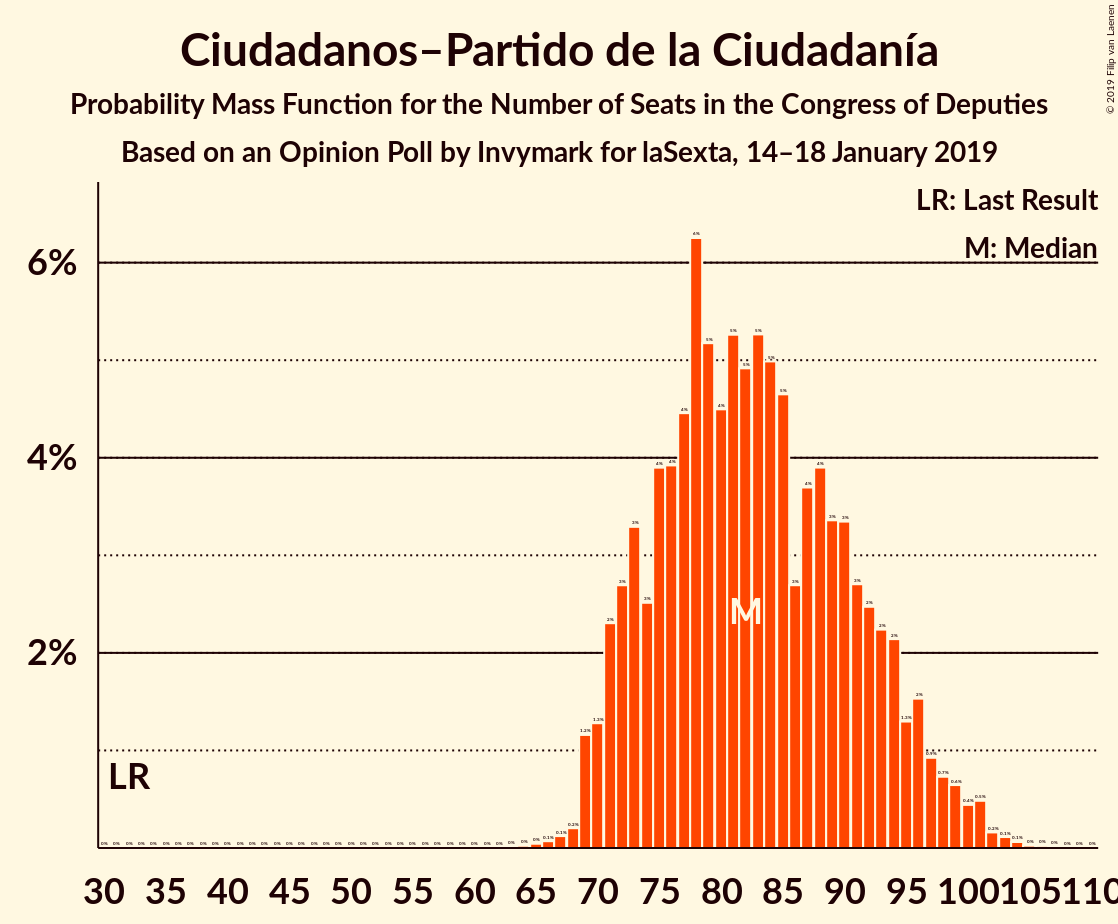 Ciudadanos–Partido de la Ciudadanía
Probability Mass Function for the Number of Seats in the Congress of Deputies
Based on an Opinion Poll by Invymark for laSexta, 14–18 January 2019
© 2019 Filip van Laenen
LR: Last Result
M: Median
6%
4%
2%
LR
M
30 35 40 45 50 55 60 65 70 75 80 85 90 95 100 105 110